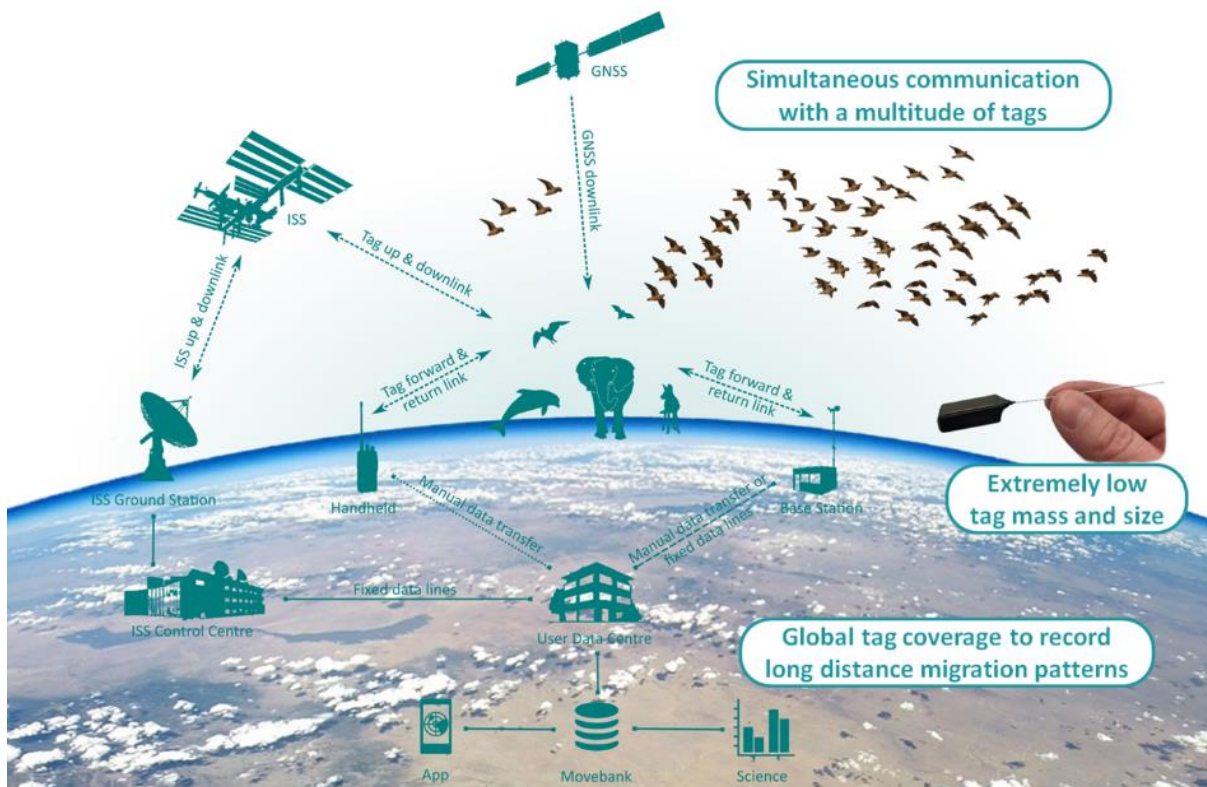 GNSS
Simultaneous communication
with a multitude of tags
GNSS downlink
ISS
Tag up & downlink
ISS up & downlink
Tag forward &
return link
Tag forward &
return link
ISS Ground Station
Handheld
Base Station
Extremely low
tag mass and size
Manual data transfer
Manual data transfer or
fixed data lines
Fixed data lines
ISS Control Centre
User Data Centre
Global tag coverage to record
long distance migration patterns
App
Movebank
Science